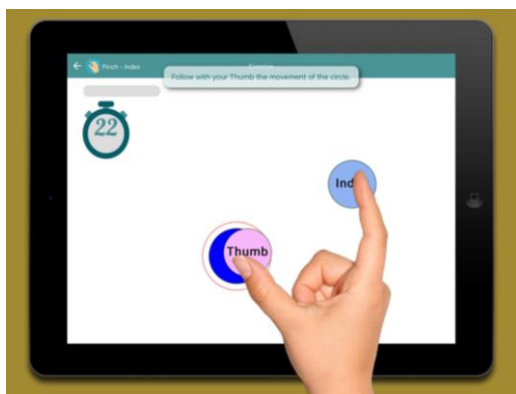 Pinch - Index
Follow with your Thumb the movement of the circle.
22
Ind
Thumb